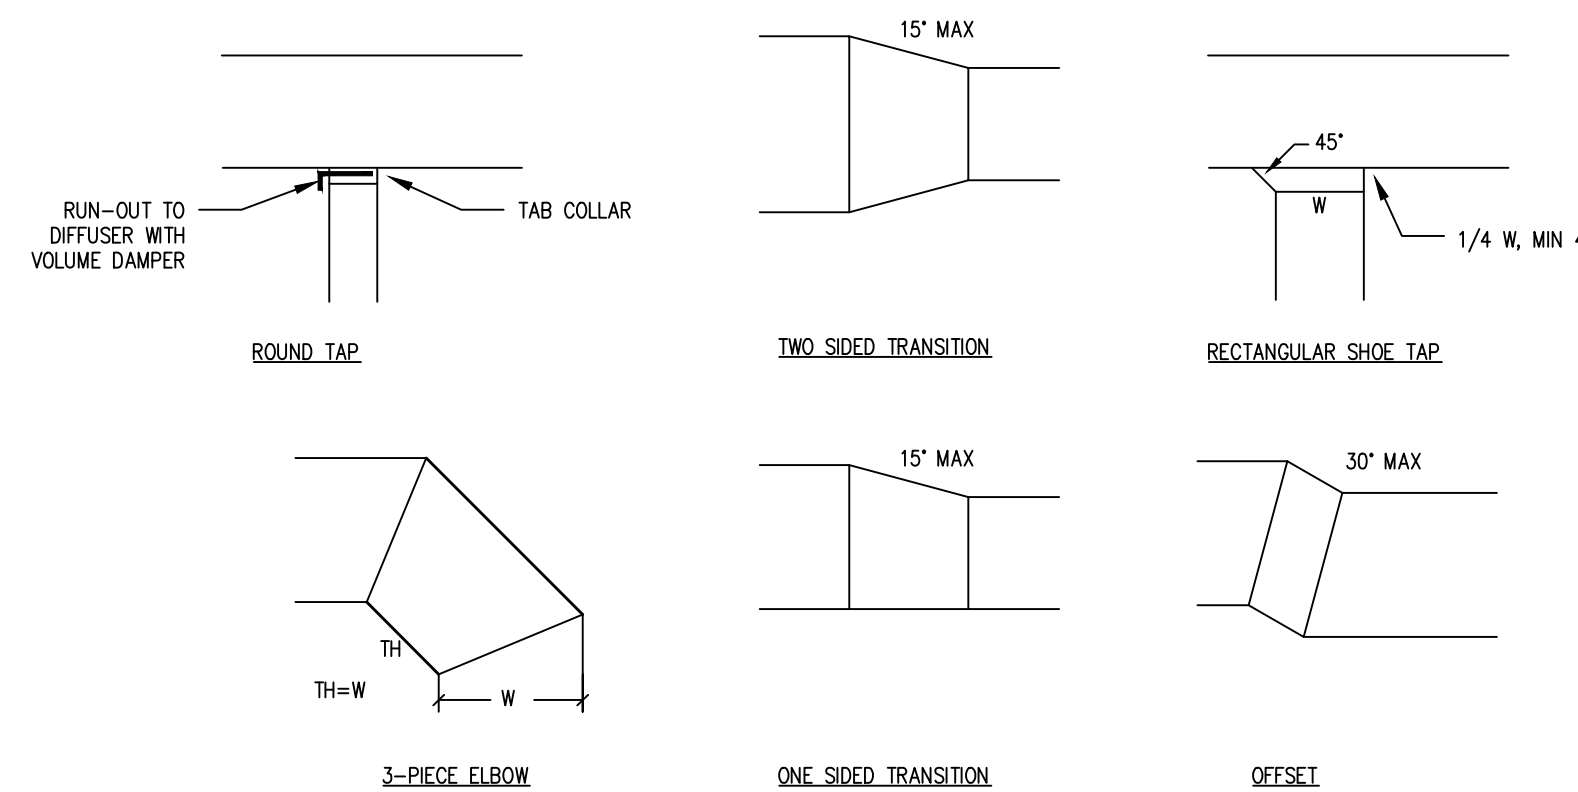 15° MAX
45°
RUN-OUT TO
DIFFUSER WITH
VOLUME DAMPER
TAB COLLAR
W
1/4 W, MIN
ROUND TAP
TWO SIDED TRANSITION
RECTANGULAR SHOE TAP
15° MAX
30° MAX
TH
TH=W
W
3-PIECE ELBOW
ONE SIDED TRANSITION
OFFSET